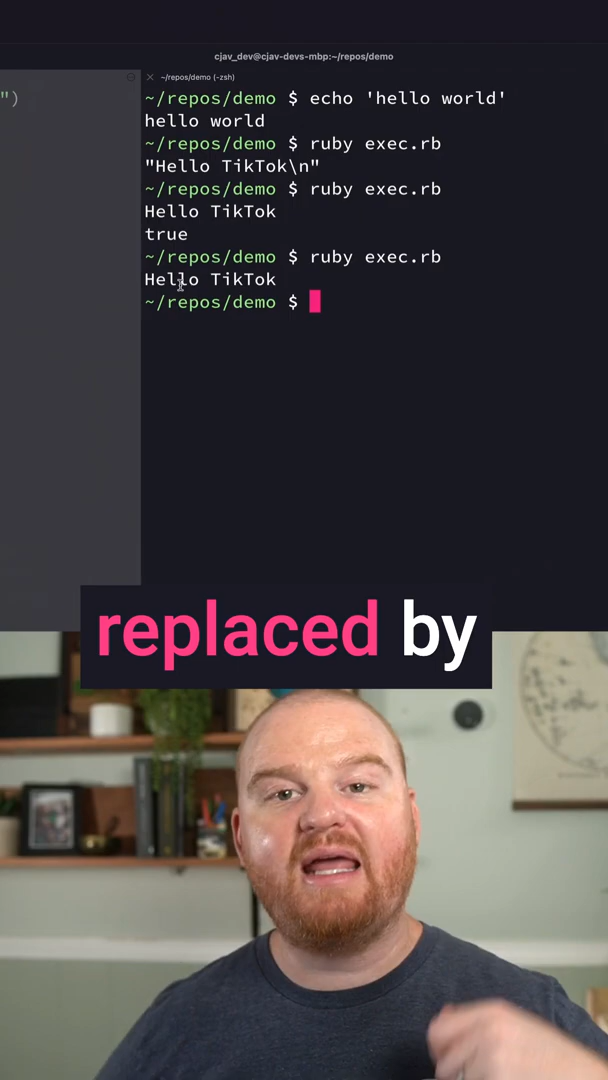 cjav_dev@cjav-devs-mbp:~/repos/demo
~/repos/demo (-zsh)
")
~/repos/demo $ echo 'hello world'
hello world
~/repos/demo $ ruby exec.rb
"Hello TikTok\n"
~/repos/demo $ ruby exec.rb
Hello TikTok
true
~/repos/demo $ ruby exec.rb
Hello TikTok
~/repos/demo $
replaced by